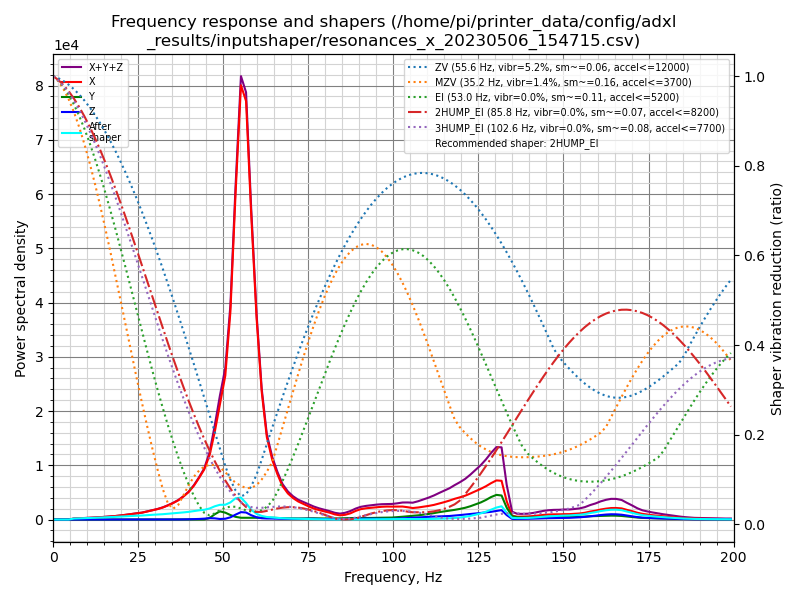 Frequency response and shapers (/home/pi/printer_data/config/adxl
_results/inputshaper/resonances_x_20230506_154715.csv)
1e4
X+Y+Z
X
Y
Z
After
shaper
ZV (55.6 Hz, vibr=5.2%, sm~=0.06, accel<=12000)
MZV (35.2 Hz, vibr=1.4%, sm~=0.16, accel<=3700)
EI (53.0 Hz, vibr=0.0%, sm~=0.11, accel<=5200)
2HUMP_EI (85.8 Hz, vibr=0.0%, sm~=0.07, accel<=8200)
3HUMP_EI (102.6 Hz, vibr=0.0%, sm~=0.08, accel<=7700)
Recommended shaper: 2HUMP_EI
Power spectral density
8
7
6
5
4
3
2
1
0
1.0
0.8
0.6
0.4
0.2
0.0
Shaper vibration reduction (ratio)
0 25 50 75 100 125 150 175 200
Frequency, Hz